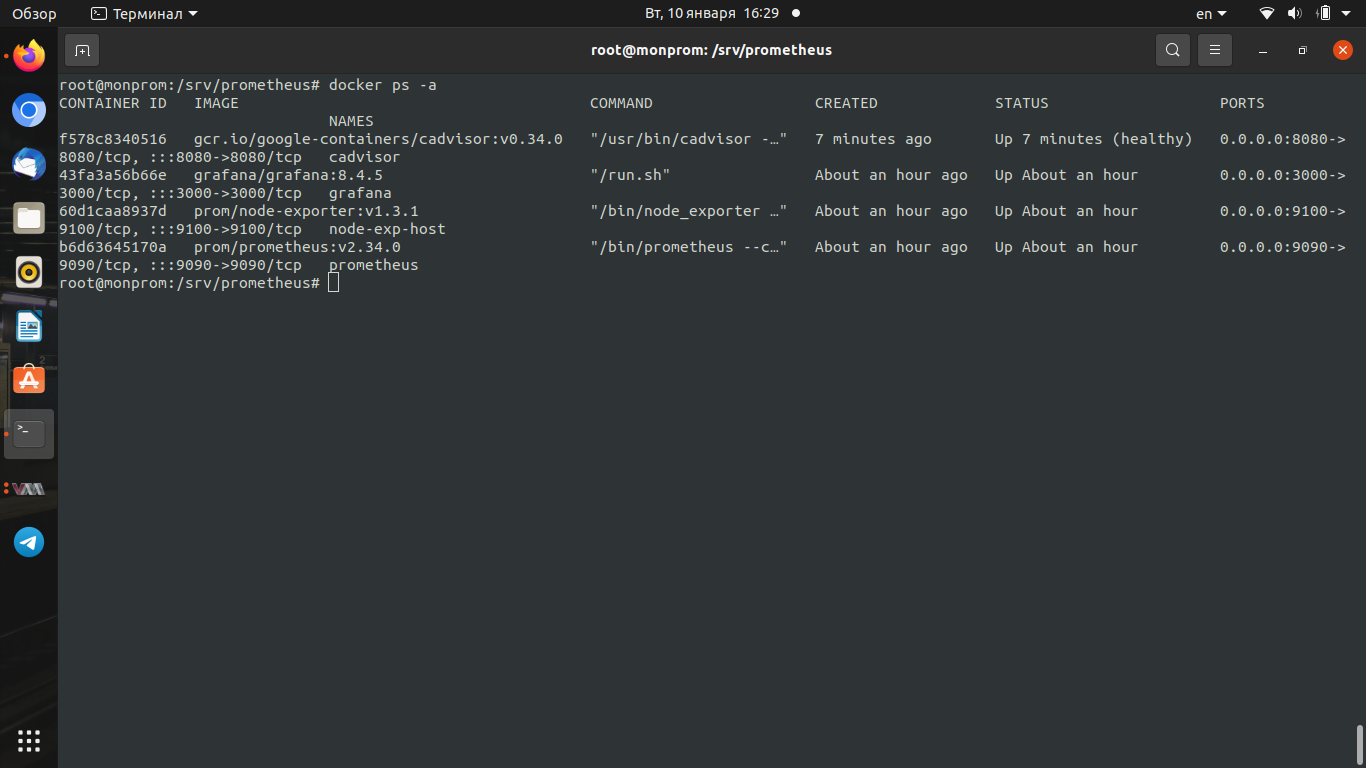 Обзор Терминал Вт, 10 января 16:29 en
root@monprom: /srv/prometheus
root@monprom:/srv/prometheus# docker ps -a
CONTAINER ID IMAGE COMMAND CREATED STATUS PORTS
NAMES
f578c8340516 gcr.io/google-containers/cadvisor:v0.34.0 "/usr/bin/cadvisor -…" 7 minutes ago Up 7 minutes (healthy) 0.0.0.0:8080->
8080/tcp, :::8080->8080/tcp cadvisor
43fa3a56b66e grafana/grafana:8.4.5 "/run.sh" About an hour ago Up About an hour 0.0.0.0:3000->
3000/tcp, :::3000->3000/tcp grafana
60d1caa8937d prom/node-exporter:v1.3.1 "/bin/node_exporter …" About an hour ago Up About an hour 0.0.0.0:9100->
9100/tcp, :::9100->9100/tcp node-exp-host
b6d63645170a prom/prometheus:v2.34.0 "/bin/prometheus --c…" About an hour ago Up About an hour 0.0.0.0:9090->
9090/tcp, :::9090->9090/tcp prometheus
root@monprom:/srv/prometheus#